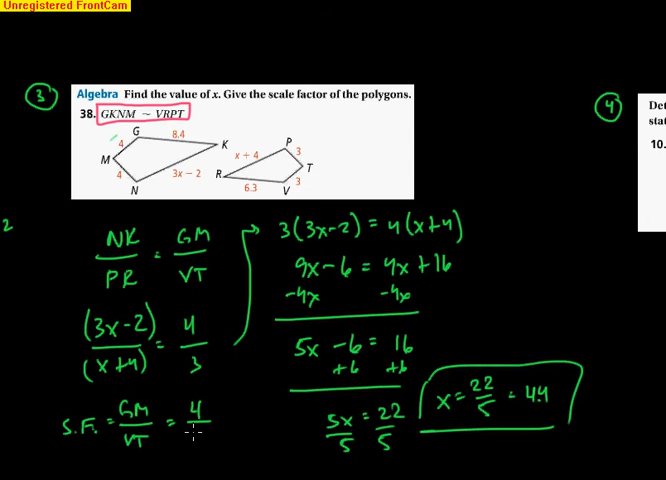 Unregistered FrontCam
3
Algebra Find the value of x. Give the scale factor of the polygons.
38. GKNM ~ VRPT
G
4
8.4
K
M
4
3x − 2
N
P
x + 4
3
T
R
3
6.3
V
4
Det
stat
10.
2
NK/PR = GM/VT
(3x-2)/(x+4) = 4/3
S.F. = GM/VT = 4/
3(3x-2) = 4(x+4)
9x-6 = 4x+16
-4x -4x
5x -6 = 16
+6 +6
5x/5 = 22/5
x = 22/5 = 4.4